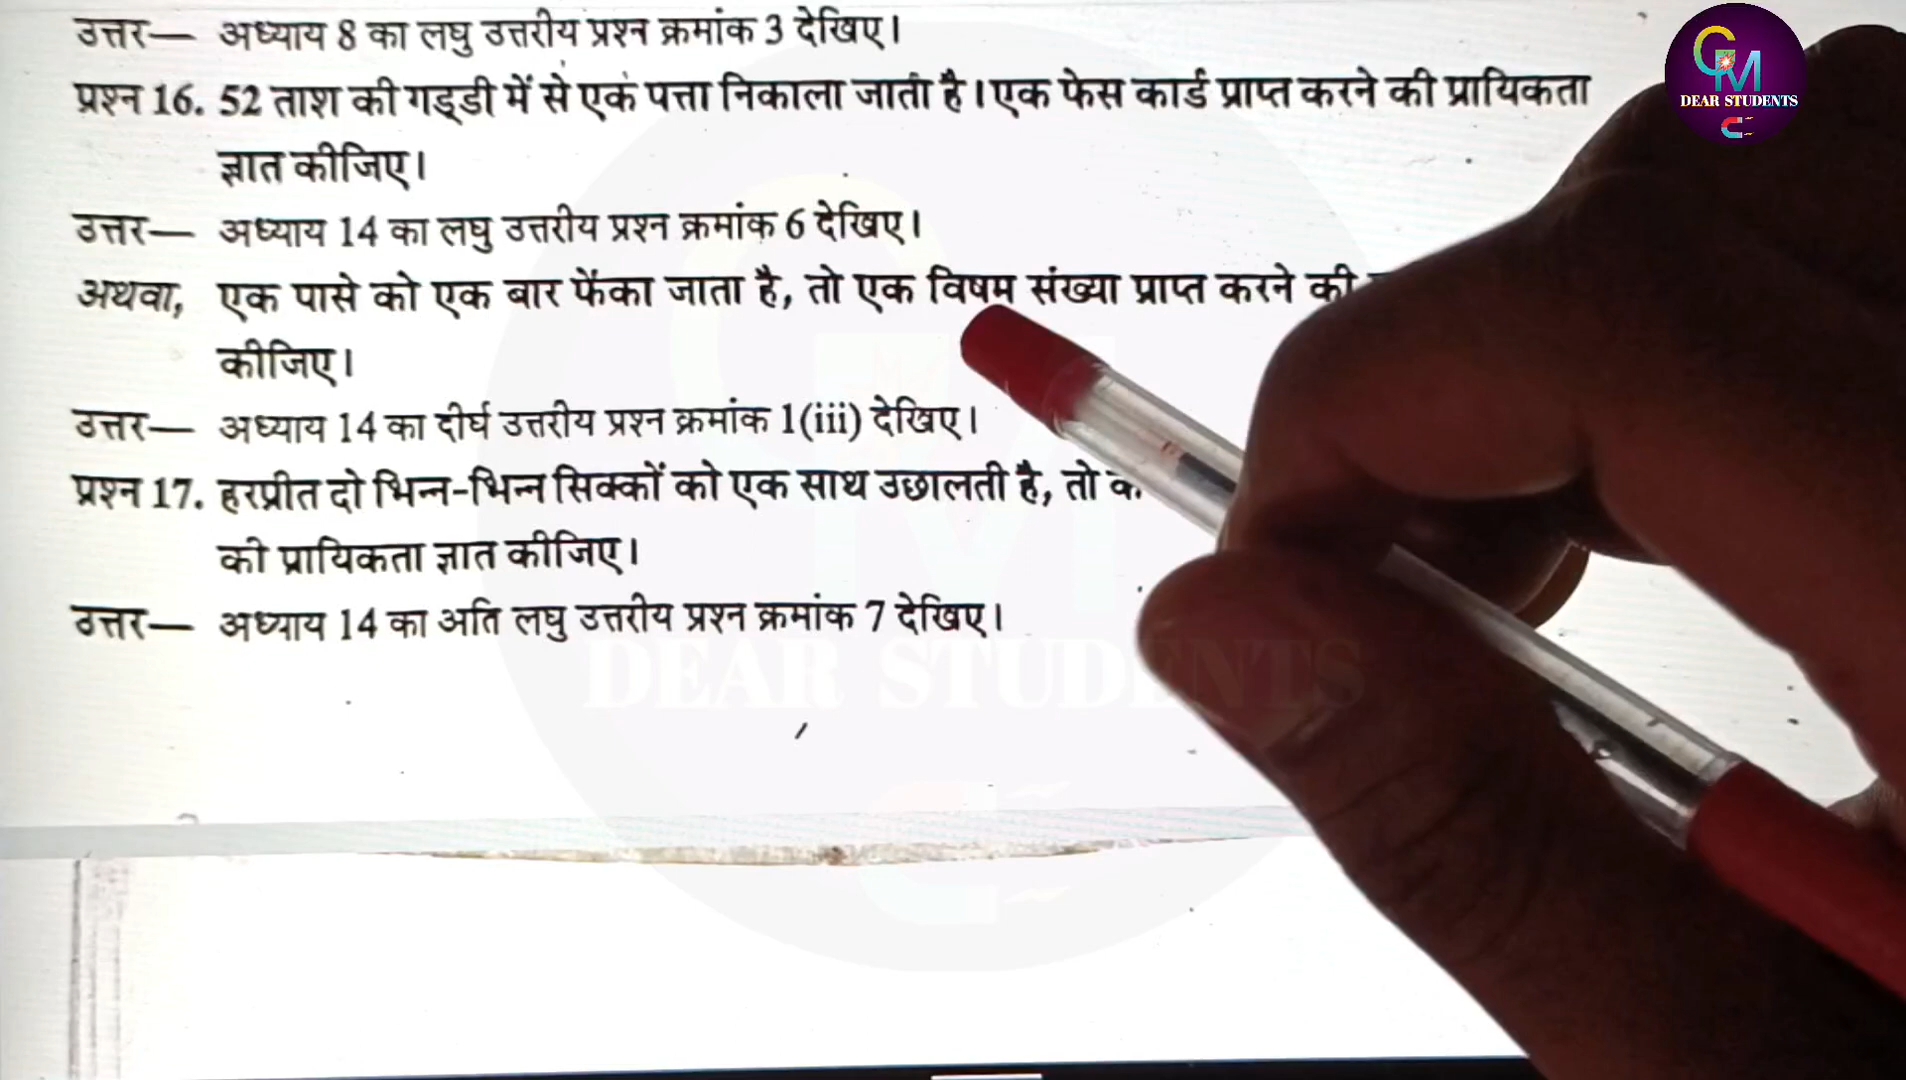 उत्तर— अध्याय 8 का लघु उत्तरीय प्रश्न क्रमांक 3 देखिए।
प्रश्न 16. 52 ताश की गड्डी में से एक पत्ता निकाला जाता है। एक फेस कार्ड प्राप्त करने की प्रायिकता
ज्ञात कीजिए।
उत्तर— अध्याय 14 का लघु उत्तरीय प्रश्न क्रमांक 6 देखिए।
अथवा, एक पासे को एक बार फेंका जाता है, तो एक विषम संख्या प्राप्त करने की
कीजिए।
उत्तर— अध्याय 14 का दीर्घ उत्तरीय प्रश्न क्रमांक 1(iii) देखिए।
प्रश्न 17. हरप्रीत दो भिन्न-भिन्न सिक्कों को एक साथ उछालती है, तो
की प्रायिकता ज्ञात कीजिए।
उत्तर— अध्याय 14 का अति लघु उत्तरीय प्रश्न क्रमांक 7 देखिए।
DEAR STUDENTS
GM
DEAR STUDENTS